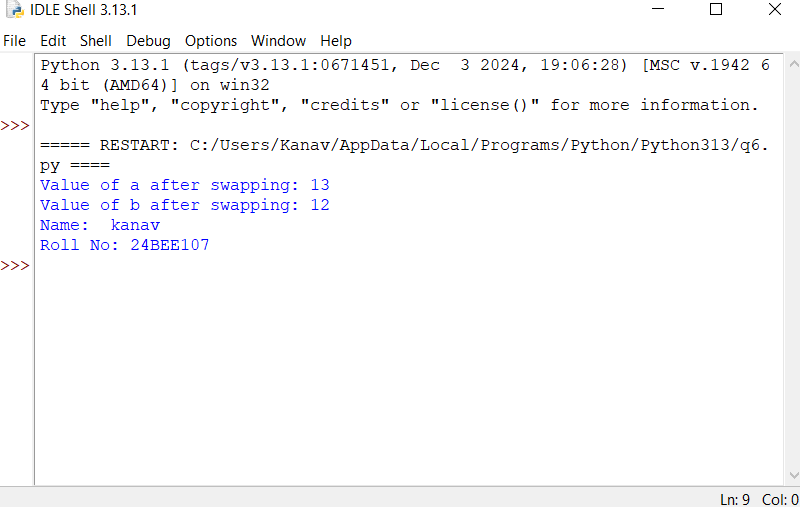 IDLE Shell 3.13.1
File Edit Shell Debug Options Window Help
Python 3.13.1 (tags/v3.13.1:0671451, Dec  3 2024, 19:06:28) [MSC v.1942 6
4 bit (AMD64)] on win32
Type "help", "copyright", "credits" or "license()" for more information.
>>>
===== RESTART: C:/Users/Kanav/AppData/Local/Programs/Python/Python313/q6.
py ====
Value of a after swapping: 13
Value of b after swapping: 12
Name:  kanav
Roll No: 24BEE107
>>>
Ln: 9 Col: 0